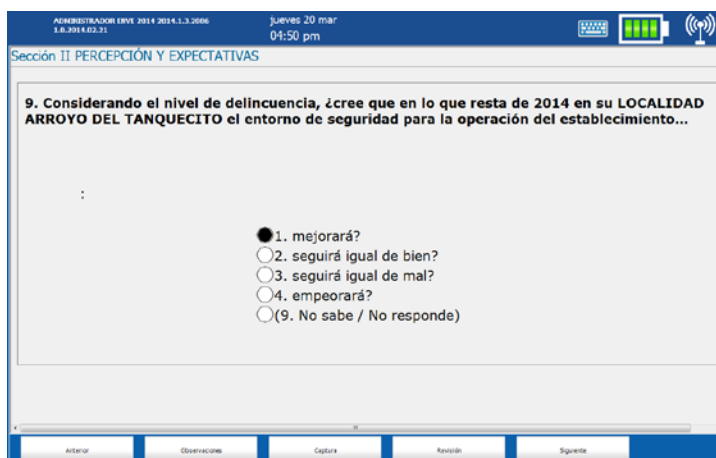 ADMINISTRADOR ENVE 2014 2014.1.3.2006
1.0.2014.02.21
jueves 20 mar
04:50 pm
Sección II PERCEPCIÓN Y EXPECTATIVAS
9. Considerando el nivel de delincuencia, ¿cree que en lo que resta de 2014 en su LOCALIDAD
ARROYO DEL TANQUECITO el entorno de seguridad para la operación del establecimiento...
:
1. mejorará?
2. seguirá igual de bien?
3. seguirá igual de mal?
4. empeorará?
(9. No sabe / No responde)
Anterior
Observaciones
Captura
Revisión
Siguiente